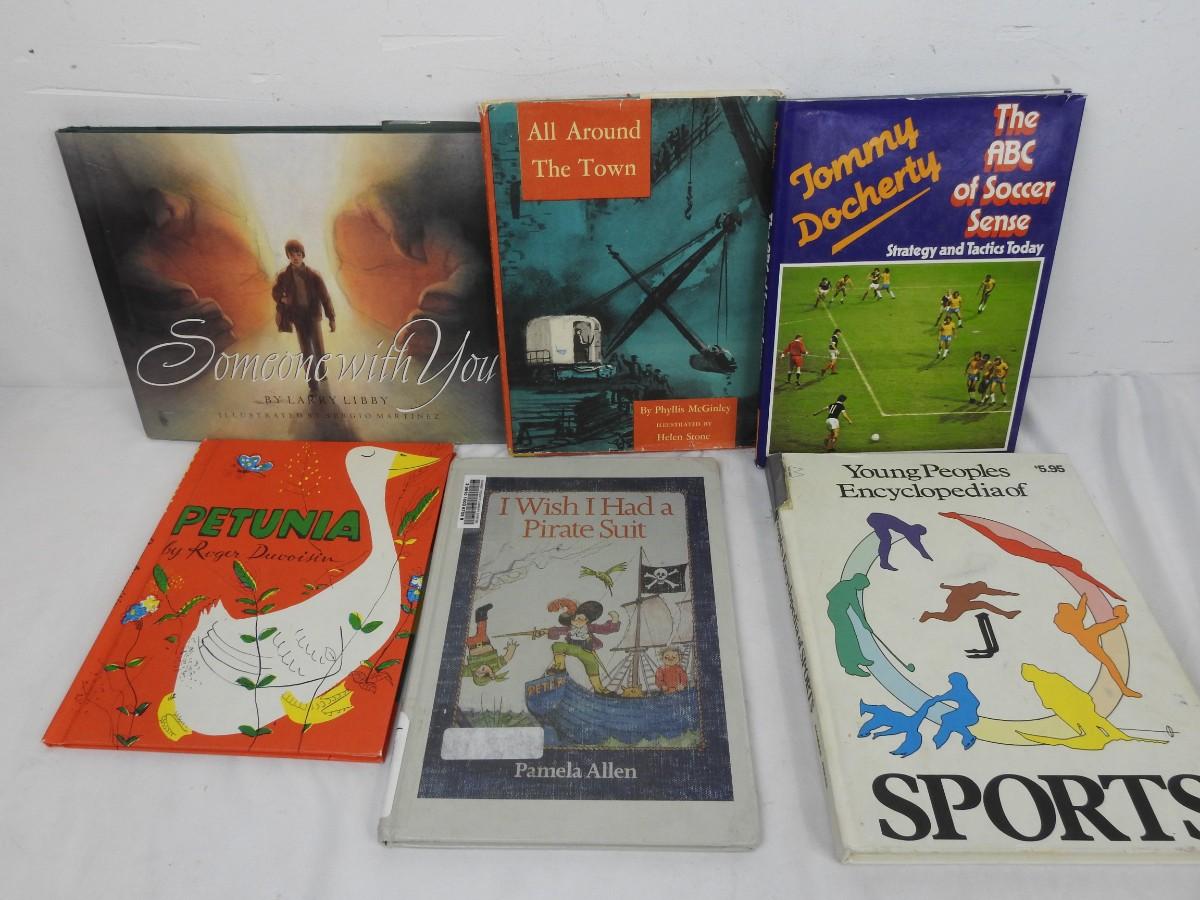 Someone with You
BY LARRY LIBBY
ILLUSTRATED BY SERGIO MARTINEZ
All Around
The Town
By Phyllis McGinley
ILLUSTRATED BY
Helen Stone
Tommy
Docherty
The
ABC
of Soccer
Sense
Strategy and Tactics Today
11
PETUNIA
by Roger Duvoisin
I Wish I Had a
Pirate Suit
PETER
Pamela Allen
Young Peoples
Encyclopedia of
$5.95
SPORTS